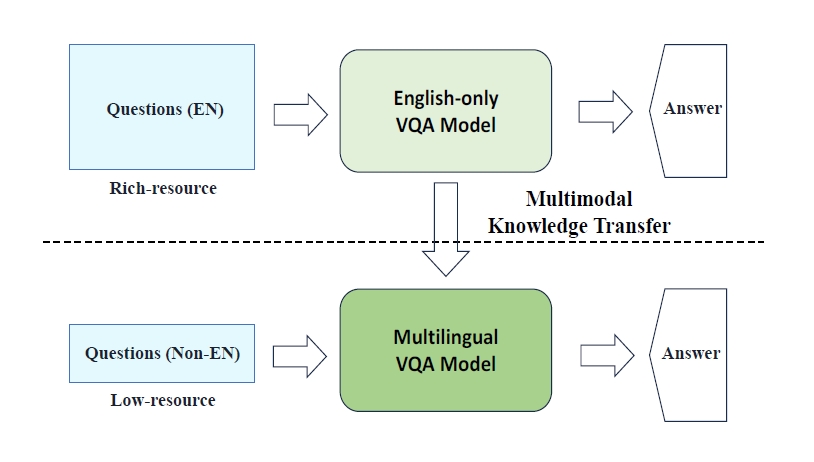 Questions (EN)
English-only
VQA Model
Answer
Rich-resource
Multimodal
Knowledge Transfer
Questions (Non-EN)
Multilingual
VQA Model
Answer
Low-resource